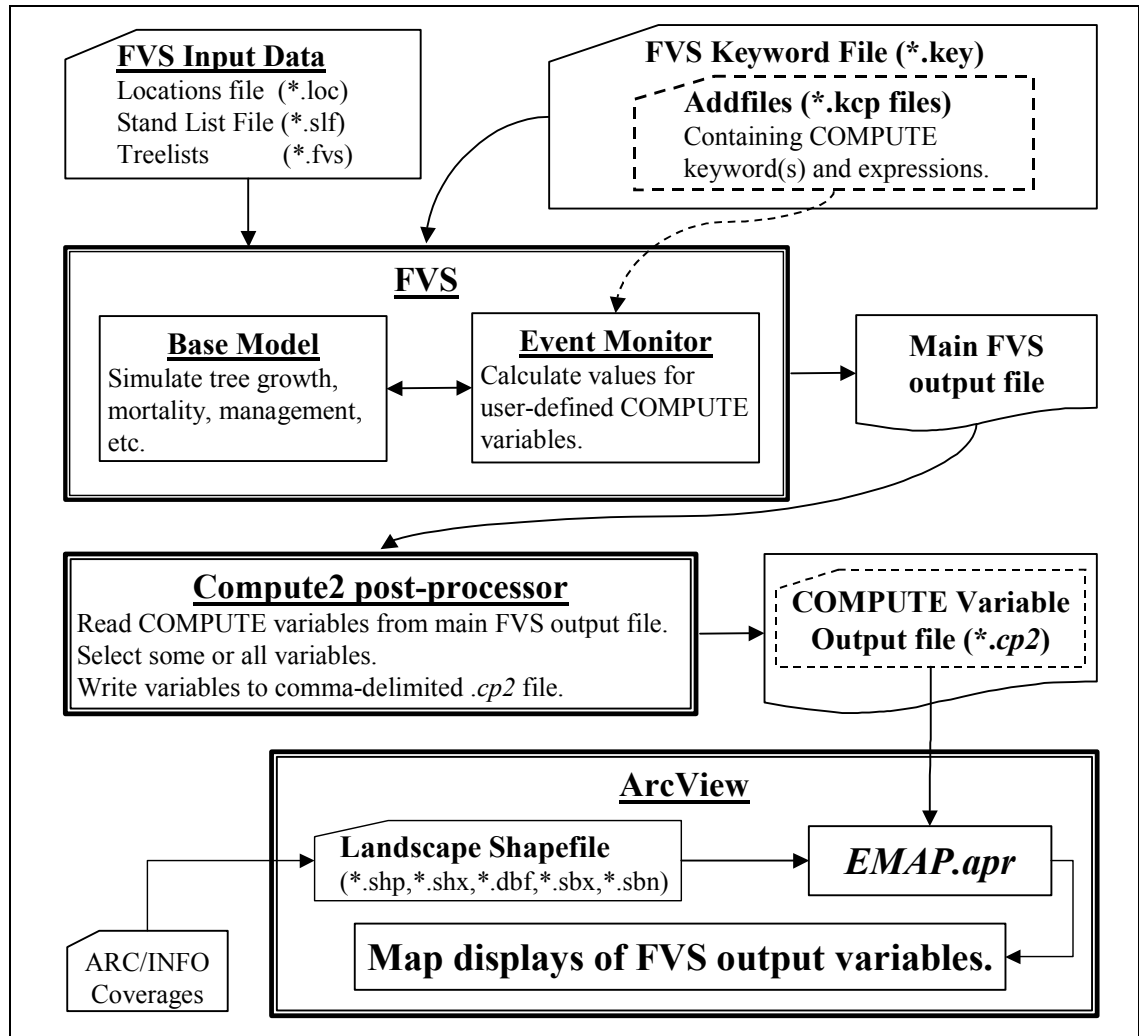 FVS Input Data
Locations file (*.loc)
Stand List File (*.slf)
Treelists (*.fvs)
FVS Keyword File (*.key)
Addfiles (*.kcp files)
Containing COMPUTE
keyword(s) and expressions.
FVS
Base Model
Simulate tree growth,
mortality, management,
etc.
Event Monitor
Calculate values for
user-defined COMPUTE
variables.
Main FVS
output file
Compute2 post-processor
Read COMPUTE variables from main FVS output file.
Select some or all variables.
Write variables to comma-delimited .cp2 file.
COMPUTE Variable
Output file (*.cp2)
ArcView
Landscape Shapefile
(*.shp,*.shx,*.dbf,*.sbx,*.sbn)
EMAP.apr
Map displays of FVS output variables.
ARC/INFO
Coverages